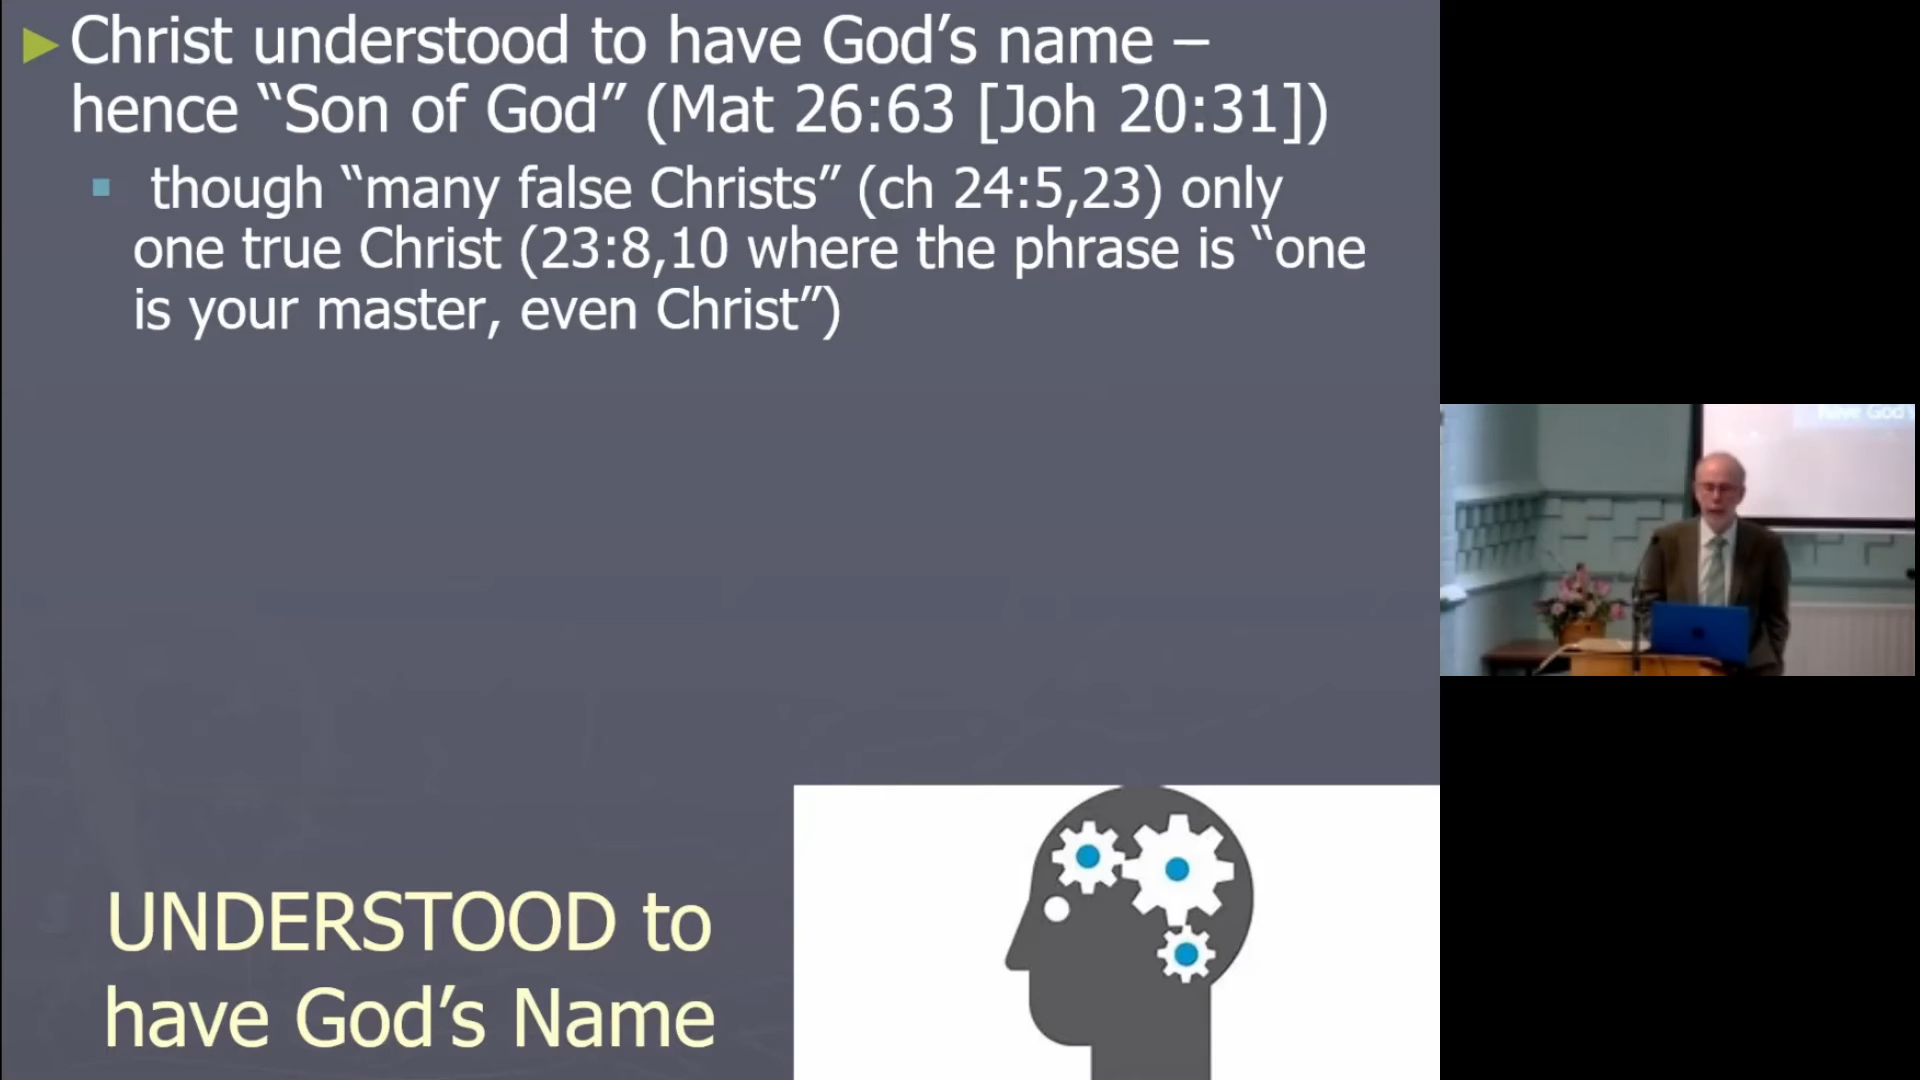 Christ understood to have God’s name –
hence “Son of God” (Mat 26:63 [Joh 20:31])
though “many false Christs” (ch 24:5,23) only
one true Christ (23:8,10 where the phrase is “one
is your master, even Christ”)
UNDERSTOOD to
have God’s Name
have God'